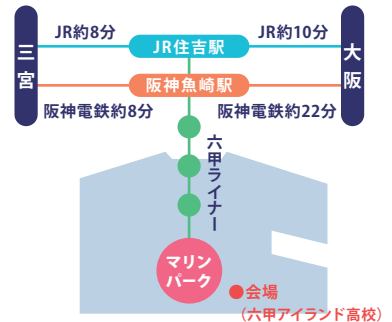 JR約8分
JR住吉駅
JR約10分
三宮
大阪
阪神魚崎駅
阪神電鉄約8分
阪神電鉄約22分
六甲ライナー
マリン
パーク
●会場
(六甲アイランド高校)